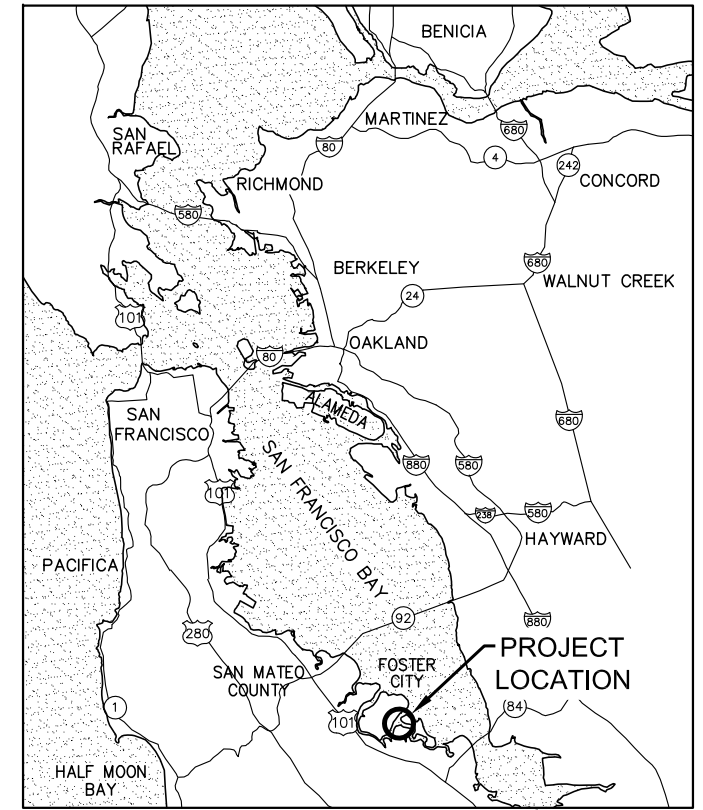 BENICIA
SAN
RAFAEL
MARTINEZ
680
80
4
242
RICHMOND
CONCORD
580
BERKELEY
680
WALNUT CREEK
24
101
OAKLAND
80
SAN
FRANCISCO
ALAMEDA
680
SAN FRANCISCO BAY
880
580
101
238
580
HAYWARD
PACIFICA
92
880
280
PROJECT
LOCATION
SAN MATEO
COUNTY
FOSTER
CITY
84
1
101
HALF MOON
BAY